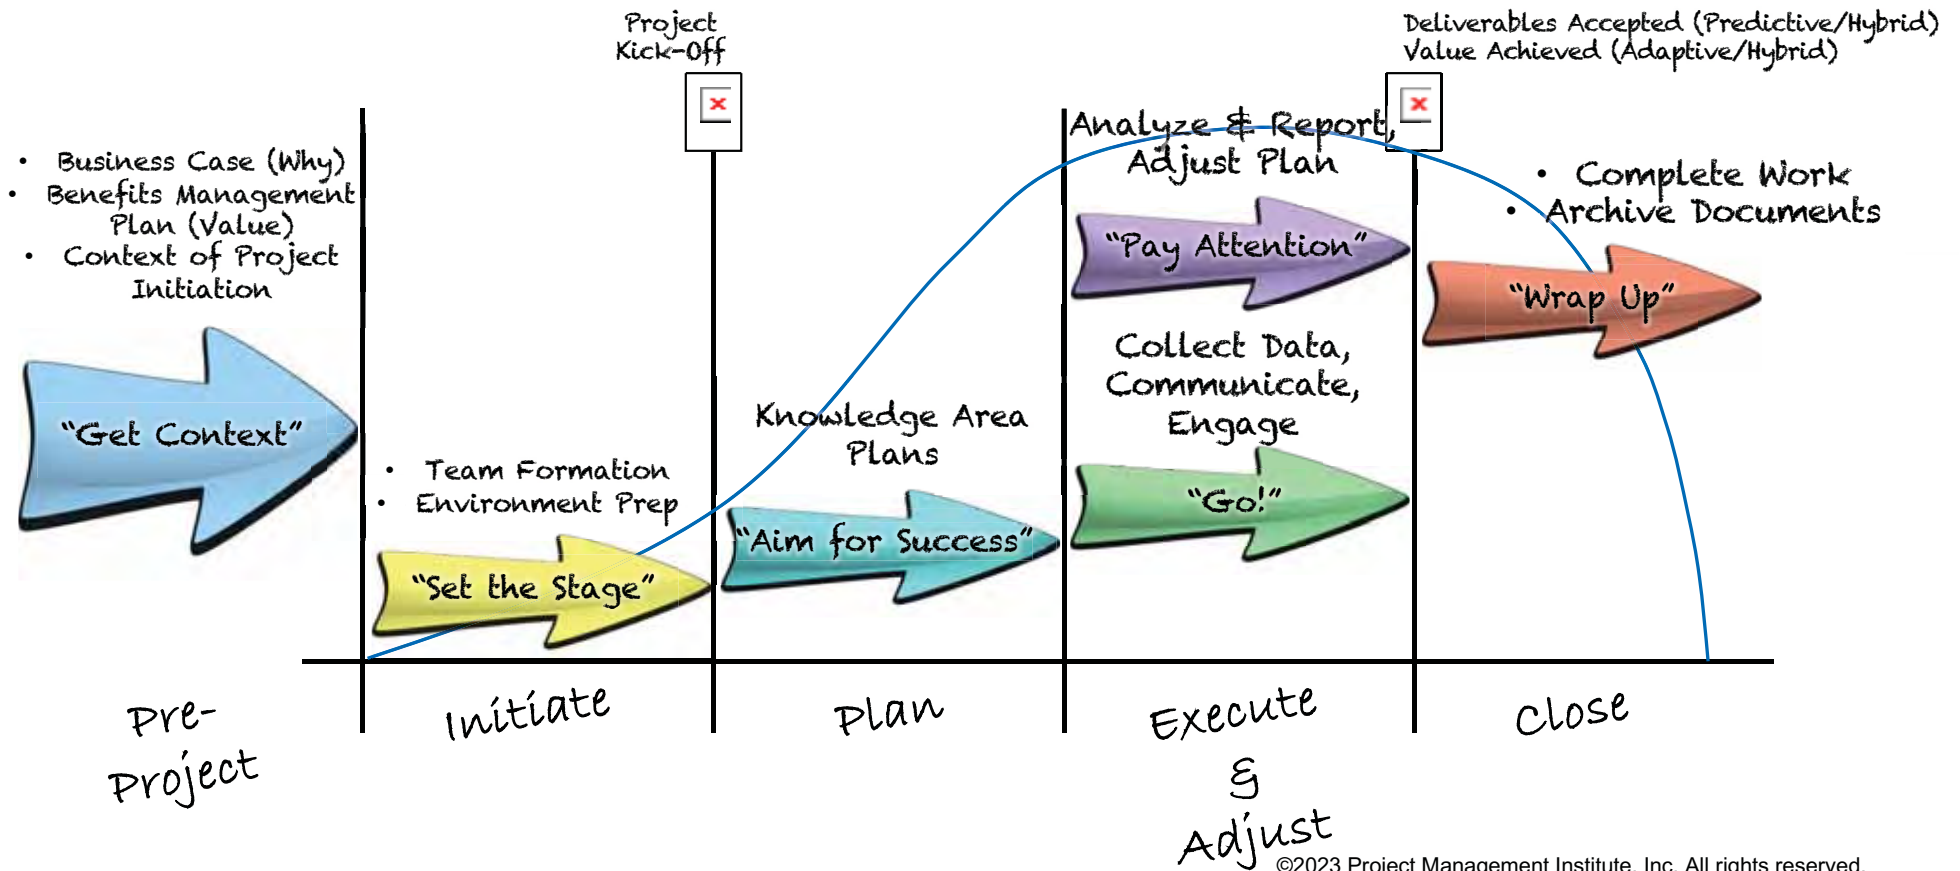 Project
Kick-Off
Deliverables Accepted (Predictive/Hybrid)
Value Achieved (Adaptive/Hybrid)
• Business Case (Why)
• Benefits Management
Plan (Value)
• Context of Project
Initiation
"Get Context"
• Team Formation
• Environment Prep
"Set the Stage"
Knowledge Area
Plans
"Aim for Success"
Analyze & Report,
Adjust Plan
"Pay Attention"
Collect Data,
Communicate,
Engage
"Go!"
• Complete Work
• Archive Documents
"Wrap Up"
Pre-
Project
Initiate
Plan
Execute
&
Adjust
Close
©2023 Project Management Institute, Inc. All rights reserved.